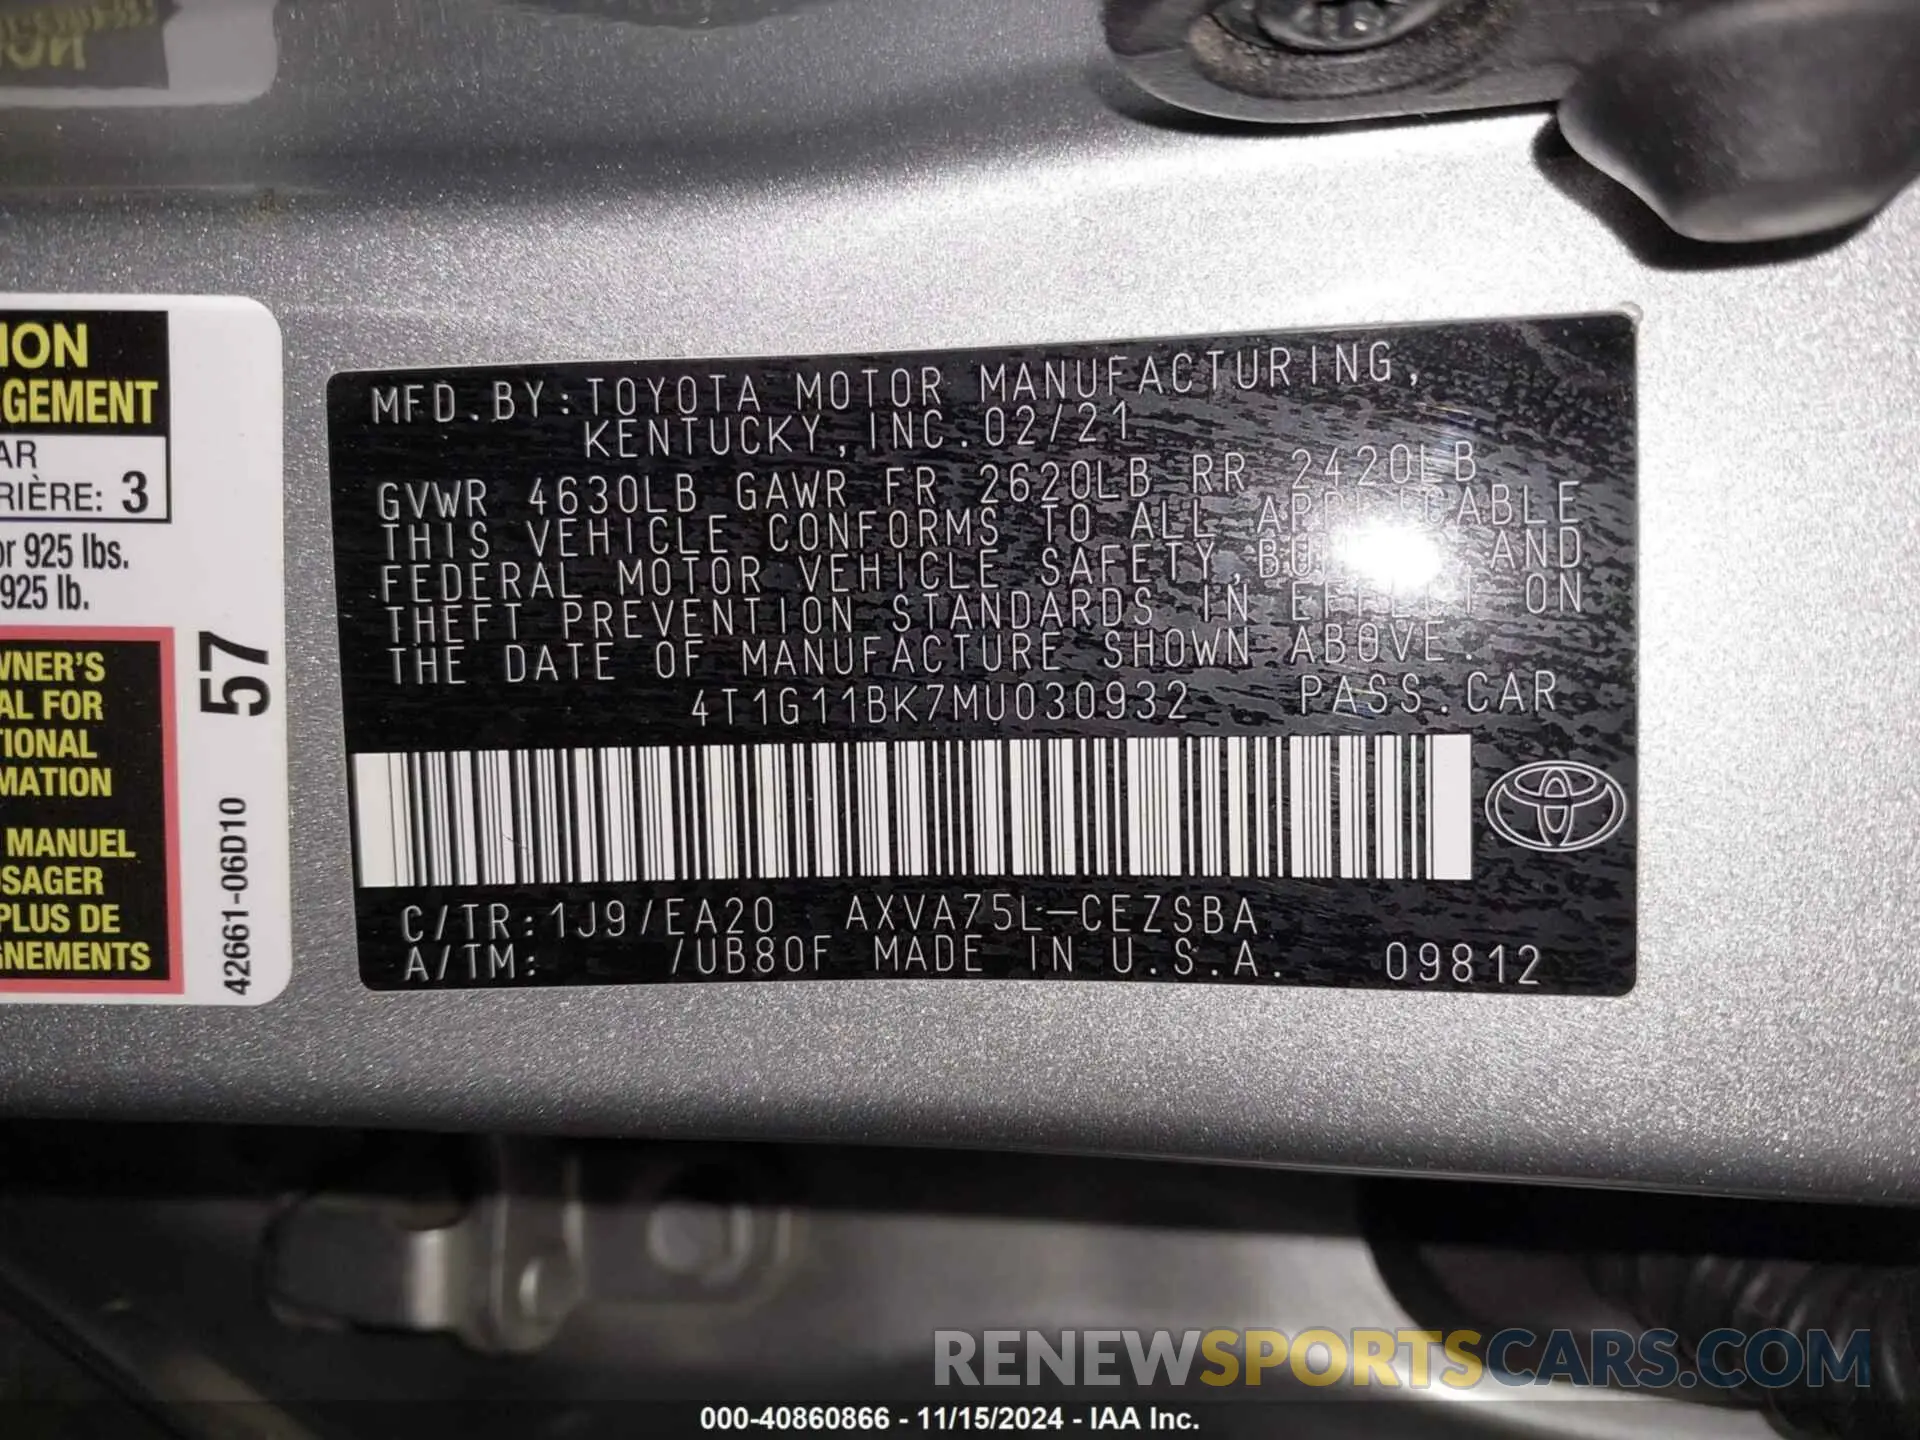 ION
GEMENT
AR
RIÈRE: 3
or 925 lbs.
925 lb.
WNER'S
AL FOR
TIONAL
MATION
MANUEL
SAGER
PLUS DE
GNEMENTS
57
42661-06D10
MFD.BY:TOYOTA MOTOR MANUFACTURING,
KENTUCKY,INC.02/21
GVWR 4630LB GAWR FR 2620LB RR 2420LB
THIS VEHICLE CONFORMS TO ALL APPLICABLE
FEDERAL MOTOR VEHICLE SAFETY,BU AND
THEFT PREVENTION STANDARDS IN EFFECT ON
THE DATE OF MANUFACTURE SHOWN ABOVE.
4T1G11BK7MU030932 PASS.CAR
C/TR:1J9/EA20 AXVA75L-CEZSBA
A/TM: /UB80F MADE IN U.S.A. 09812
RENEWSPORTSCARS.COM
000-40860866 - 11/15/2024 - IAA Inc.